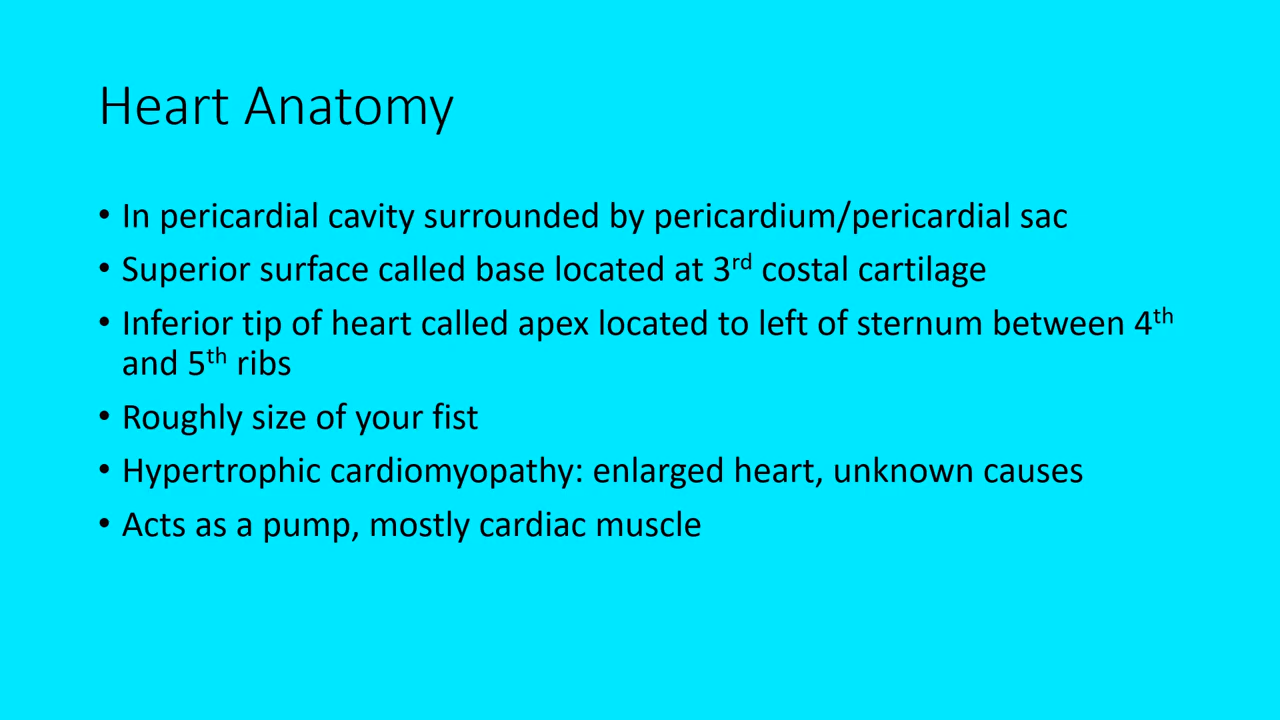 Heart Anatomy
• In pericardial cavity surrounded by pericardium/pericardial sac
• Superior surface called base located at 3rd costal cartilage
• Inferior tip of heart called apex located to left of sternum between 4th
and 5th ribs
• Roughly size of your fist
• Hypertrophic cardiomyopathy: enlarged heart, unknown causes
• Acts as a pump, mostly cardiac muscle